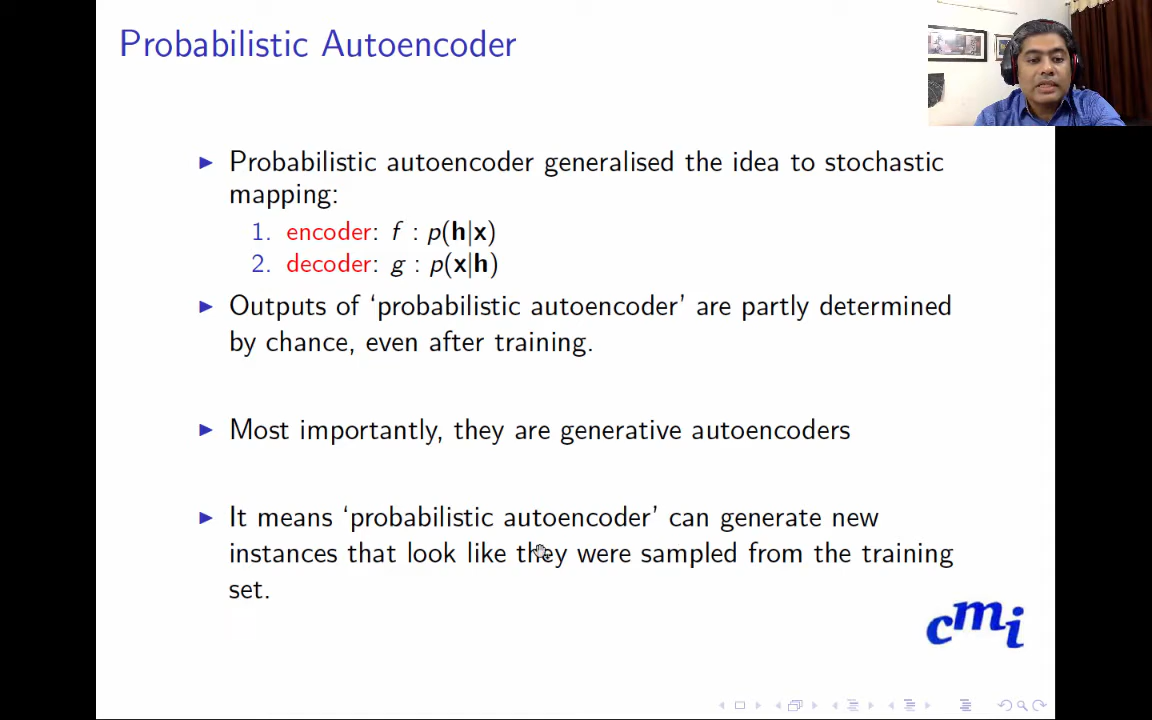 Probabilistic Autoencoder
▶ Probabilistic autoencoder generalised the idea to stochastic
mapping:
1. encoder: f : p(h|x)
2. decoder: g : p(x|h)
▶ Outputs of ‘probabilistic autoencoder’ are partly determined
by chance, even after training.
▶ Most importantly, they are generative autoencoders
▶ It means ‘probabilistic autoencoder’ can generate new
instances that look like they were sampled from the training
set.
cmi